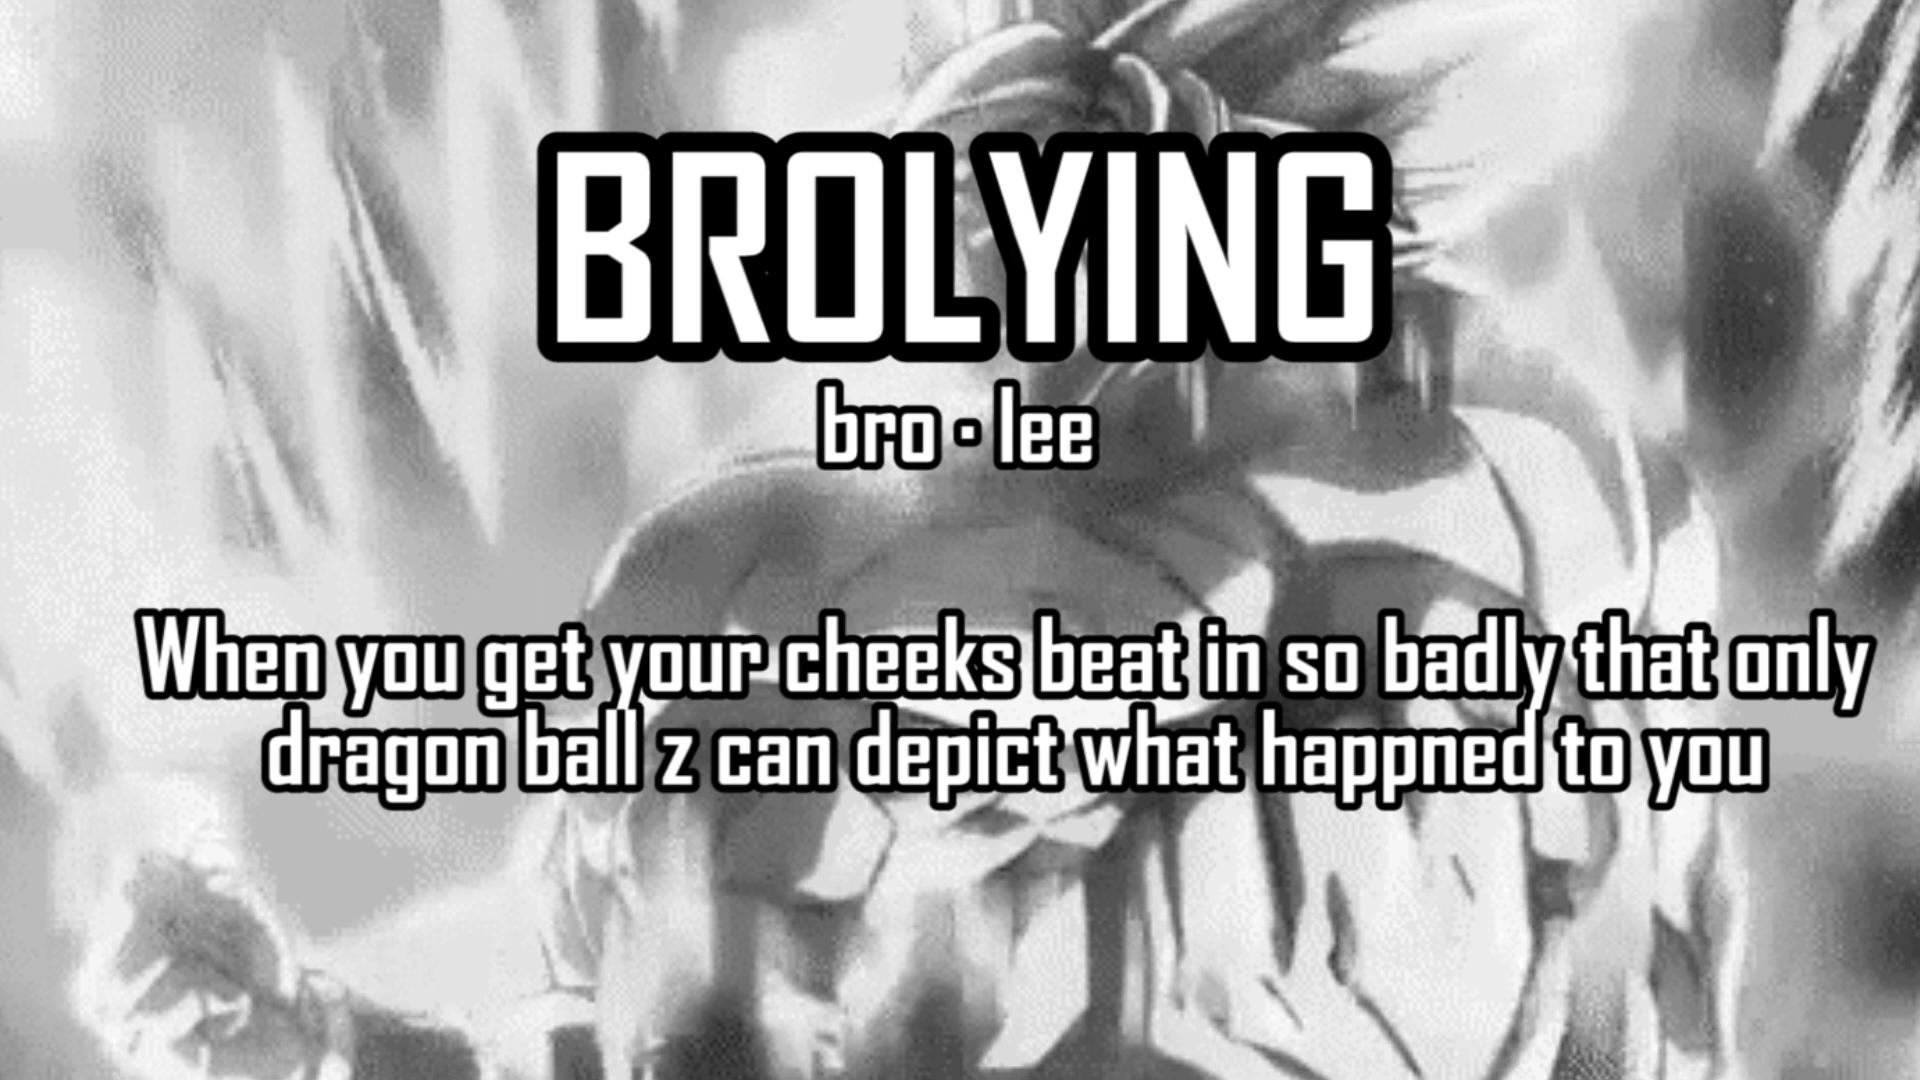 BROLYING
bro · lee
When you get your cheeks beat in so badly that only
dragon ball z can depict what happned to you